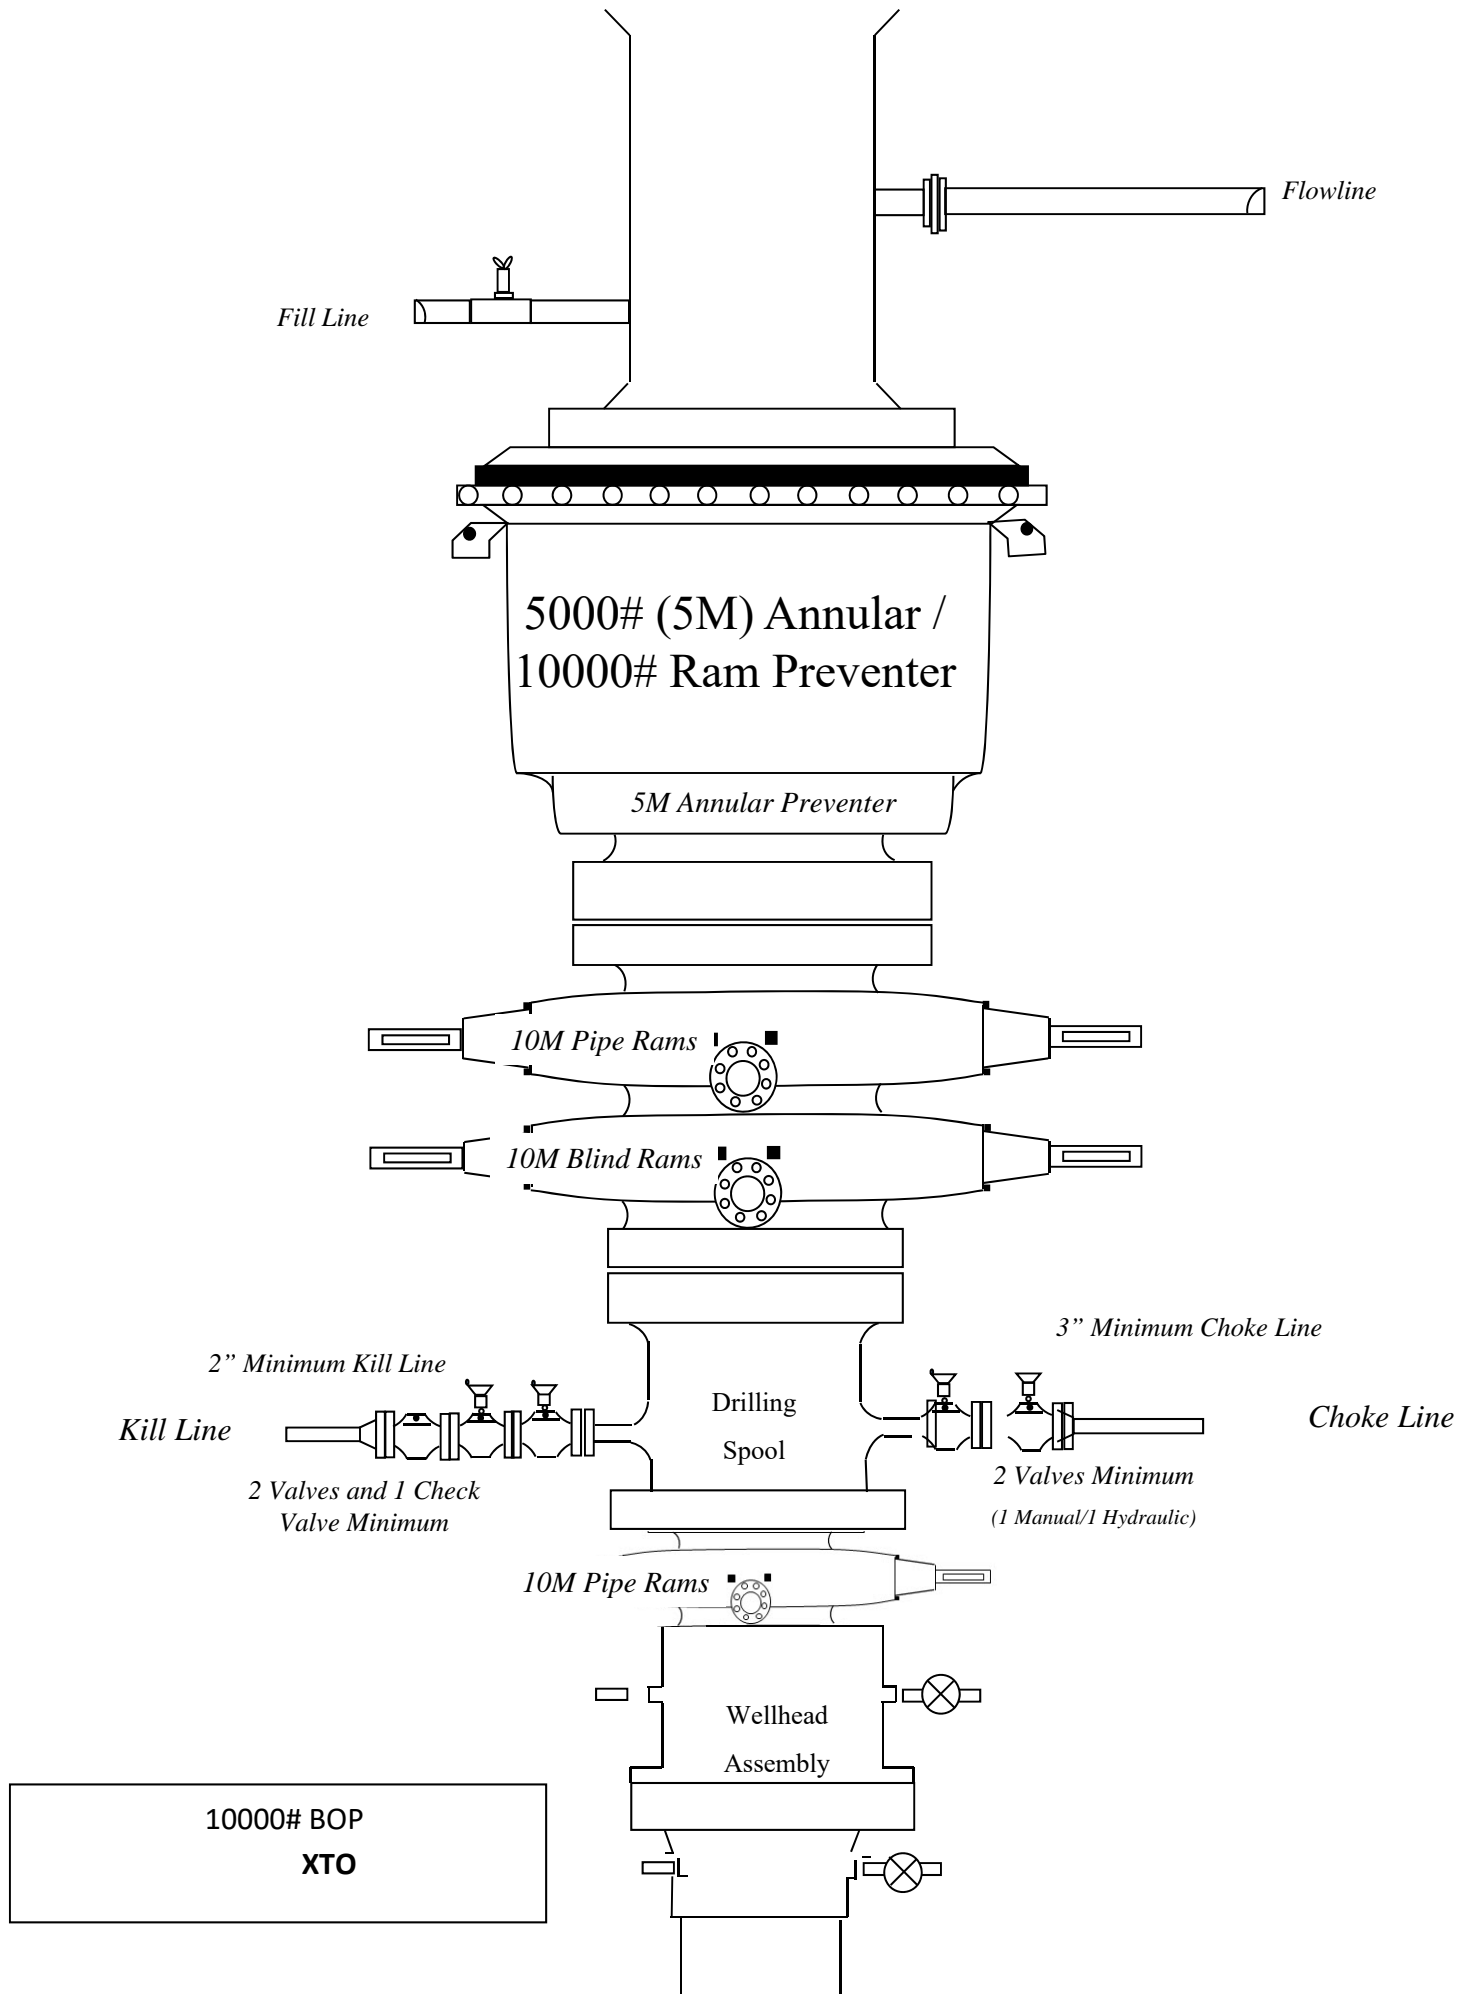 Flowline
Fill Line
5000# (5M) Annular /
10000# Ram Preventer
5M Annular Preventer
10M Pipe Rams
10M Blind Rams
3” Minimum Choke Line
2” Minimum Kill Line
Drilling
Spool
Kill Line
Choke Line
2 Valves and 1 Check
Valve Minimum
2 Valves Minimum
(1 Manual/1 Hydraulic)
10M Pipe Rams
Wellhead
Assembly
10000# BOP
XTO